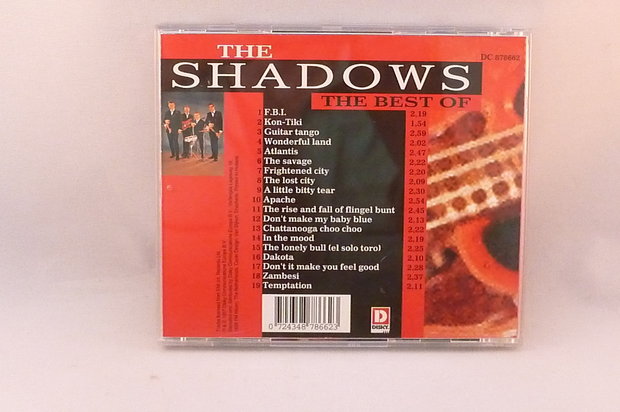 THE
SHADOWS
DC 878662
THE BEST OF
1 F.B.I. 2,19
2 Kon-Tiki 1,54
3 Guitar tango 2,59
4 Wonderful land 2,02
5 Atlantis 2,47
6 The savage 2,22
7 Frightened city 2,20
8 The lost city 2,09
9 A little bitty tear 2,30
10 Apache 2,54
11 The rise and fall of flingel bunt 2,45
12 Don't make my baby blue 2,13
13 Chattanooga choo choo 2,22
14 In the mood 2,19
15 The lonely bull (el solo toro) 2,25
16 Dakota 2,10
17 Don't it make you feel good 2,28
18 Zambesi 2,37
19 Temptation 2,11
0 724348 786623
D
DISKY